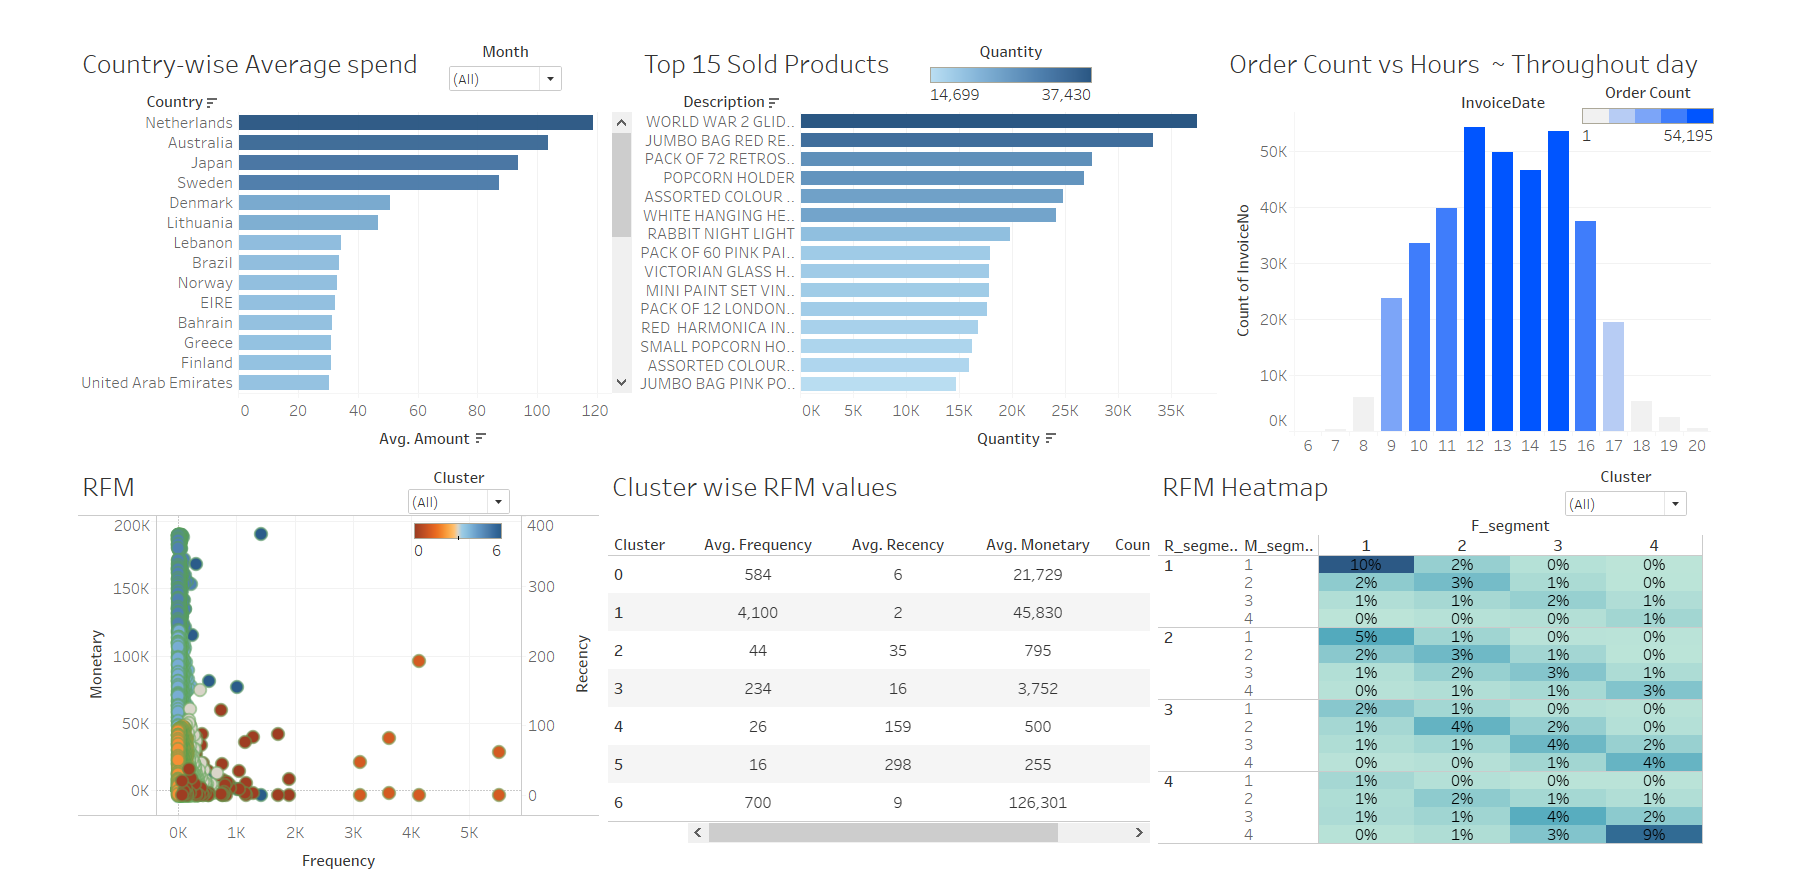 Country-wise Average spend
Month
(All)
Country
Netherlands
Australia
Japan
Sweden
Denmark
Lithuania
Lebanon
Brazil
Norway
EIRE
Bahrain
Greece
Finland
United Arab Emirates
0 20 40 60 80 100 120
Avg. Amount
Top 15 Sold Products
Quantity
14,699 37,430
Description
WORLD WAR 2 GLID..
JUMBO BAG RED RE..
PACK OF 72 RETROS..
POPCORN HOLDER
ASSORTED COLOUR ..
WHITE HANGING HE..
RABBIT NIGHT LIGHT
PACK OF 60 PINK PAI..
VICTORIAN GLASS H..
MINI PAINT SET VIN..
PACK OF 12 LONDON..
RED HARMONICA IN..
SMALL POPCORN HO..
ASSORTED COLOUR..
JUMBO BAG PINK PO..
0K 5K 10K 15K 20K 25K 30K 35K
Quantity
Order Count vs Hours ~ Throughout day
InvoiceDate
Order Count
1 54,195
Count of InvoiceNo
50K
40K
30K
20K
10K
0K
6 7 8 9 10 11 12 13 14 15 16 17 18 19 20
RFM
Cluster
(All)
0 6
Monetary
200K
150K
100K
50K
0K
400
300
200
100
0
Recency
0K 1K 2K 3K 4K 5K
Frequency
Cluster wise RFM values
Cluster Avg. Frequency Avg. Recency Avg. Monetary Coun
0 584 6 21,729
1 4,100 2 45,830
2 44 35 795
3 234 16 3,752
4 26 159 500
5 16 298 255
6 700 9 126,301
RFM Heatmap
Cluster
(All)
F_segment
R_segme.. M_segm.. 1 2 3 4
1 1 10% 2% 0% 0%
2 2% 3% 1% 0%
3 1% 1% 2% 1%
4 0% 0% 0% 1%
2 1 5% 1% 0% 0%
2 2% 3% 1% 0%
3 1% 2% 3% 1%
4 0% 1% 1% 3%
3 1 2% 1% 0% 0%
2 1% 4% 2% 0%
3 1% 1% 4% 2%
4 0% 0% 1% 4%
4 1 1% 0% 0% 0%
2 1% 2% 1% 1%
3 1% 1% 4% 2%
4 0% 1% 3% 9%